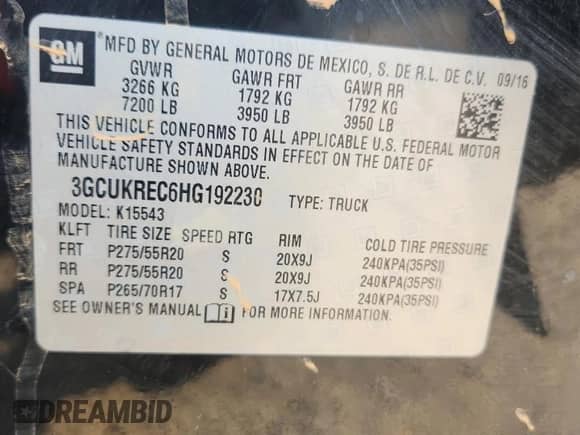 GM
MFD BY GENERAL MOTORS DE MEXICO, S. DE R.L. DE C.V. 09/16
GVWR GAWR FRT GAWR RR
3266 KG 1792 KG 1792 KG
7200 LB 3950 LB 3950 LB
THIS VEHICLE CONFORMS TO ALL APPLICABLE U.S. FEDERAL MOTOR
VEHICLE SAFETY STANDARDS IN EFFECT ON THE DATE OF
MANUFACTURE SHOWN ABOVE.
3GCUKREC6HG192230 TYPE: TRUCK
MODEL: K15543
KLFT TIRE SIZE SPEED RTG RIM COLD TIRE PRESSURE
FRT P275/55R20 S 20X9J 240KPA(35PSI)
RR P275/55R20 S 20X9J 240KPA(35PSI)
SPA P265/70R17 S 17X7.5J 240KPA(35PSI)
SEE OWNER'S MANUAL FOR MORE INFORMATION.
DREAMBID